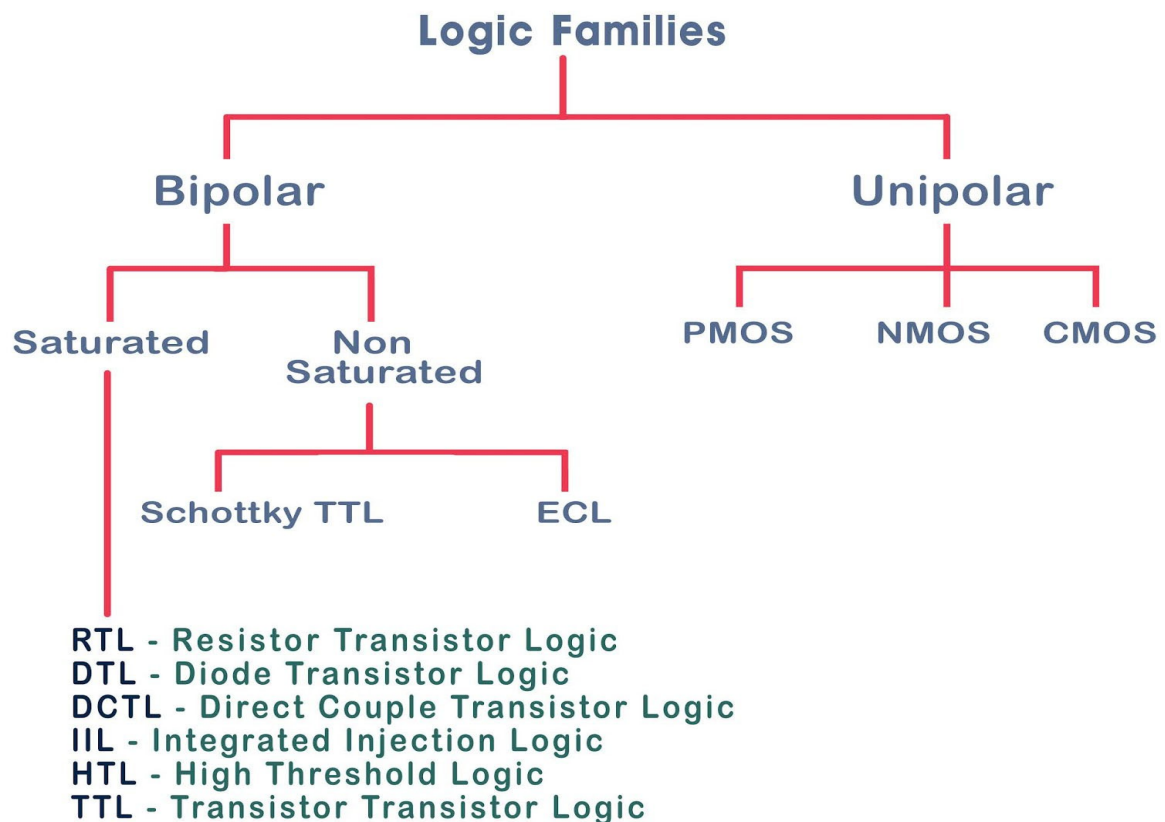 Logic Families
Bipolar
Unipolar
Saturated
Non
Saturated
PMOS
NMOS
CMOS
Schottky TTL
ECL
RTL - Resistor Transistor Logic
DTL - Diode Transistor Logic
DCTL - Direct Couple Transistor Logic
IIL - Integrated Injection Logic
HTL - High Threshold Logic
TTL - Transistor Transistor Logic